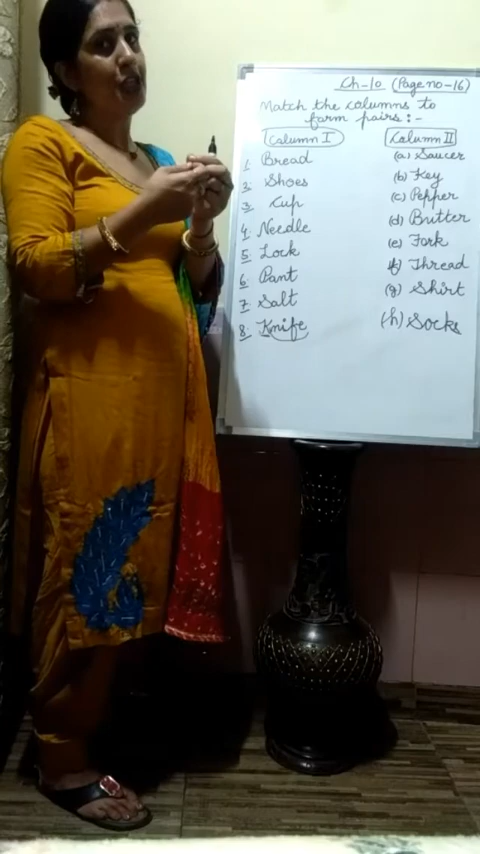 Ch-10 (Page no-16)
Match the columns to
form pairs :-
Column I Column II
1. Bread (a) Saucer
2. Shoes (b) Key
3. Cup (c) Pepper
4. Needle (d) Butter
5. Lock (e) Fork
6. Pant (f) Thread
7. Salt (g) Shirt
8. Knife (h) Socks